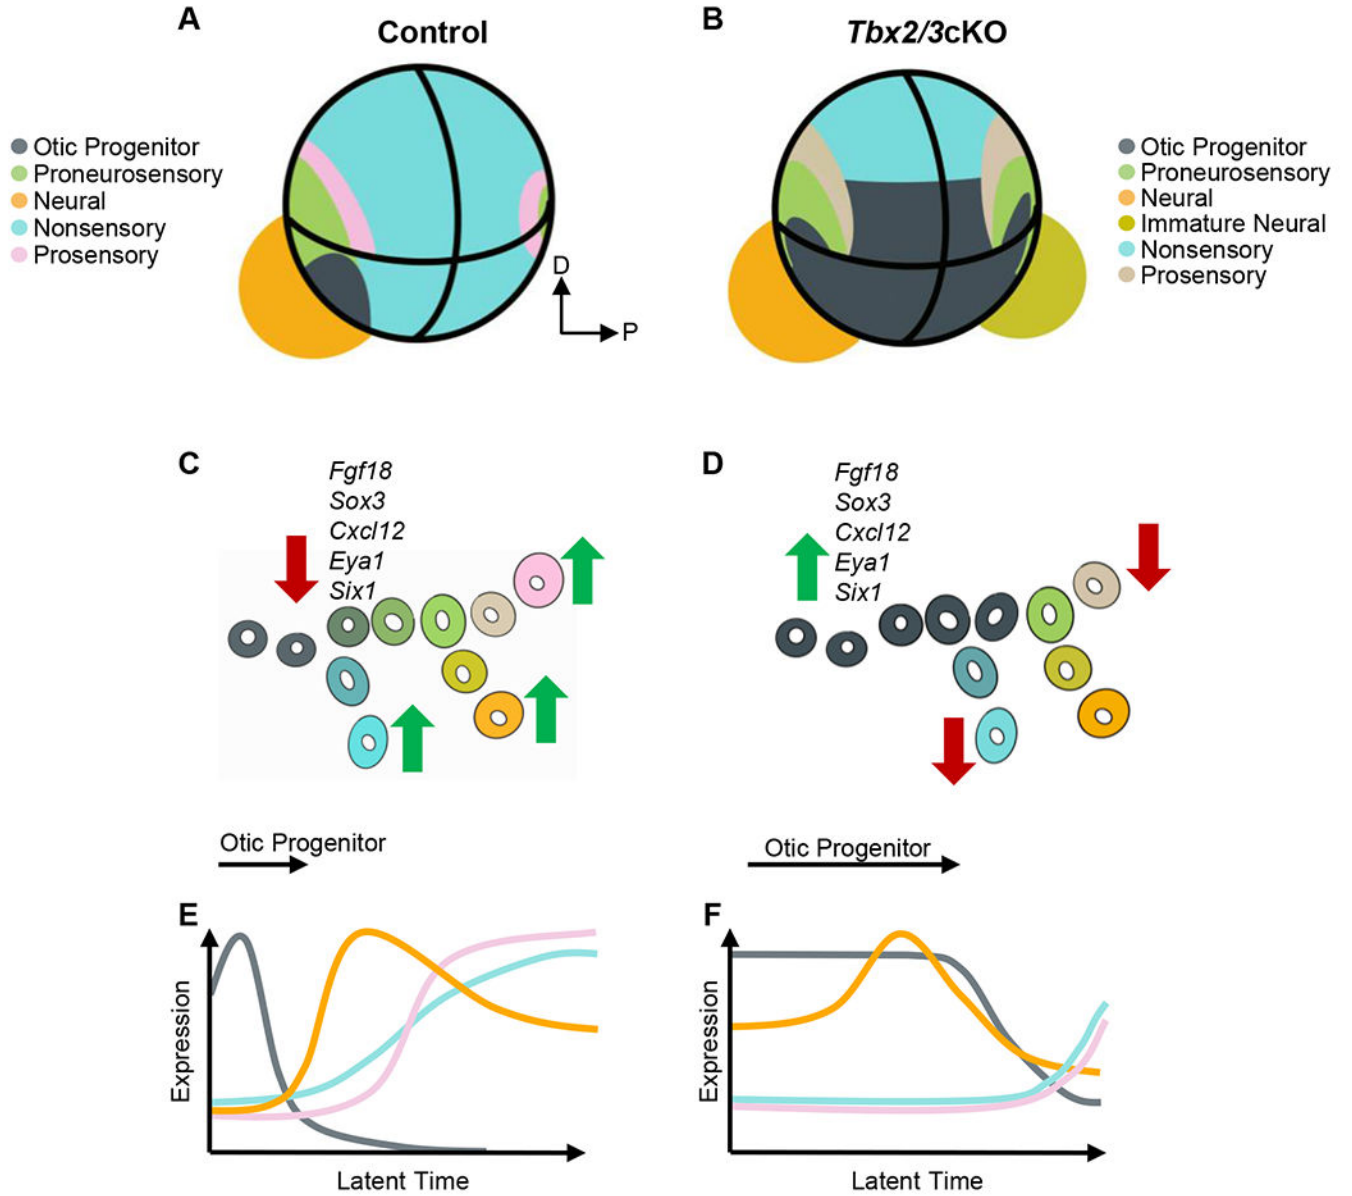 A
Control
B
Tbx2/3cKO
Otic Progenitor
Proneurosensory
Neural
Nonsensory
Prosensory
D
P
Otic Progenitor
Proneurosensory
Neural
Immature Neural
Nonsensory
Prosensory
C
Fgf18
Sox3
Cxcl12
Eya1
Six1
D
Fgf18
Sox3
Cxcl12
Eya1
Six1
Otic Progenitor
Otic Progenitor
E
Expression
Latent Time
F
Expression
Latent Time